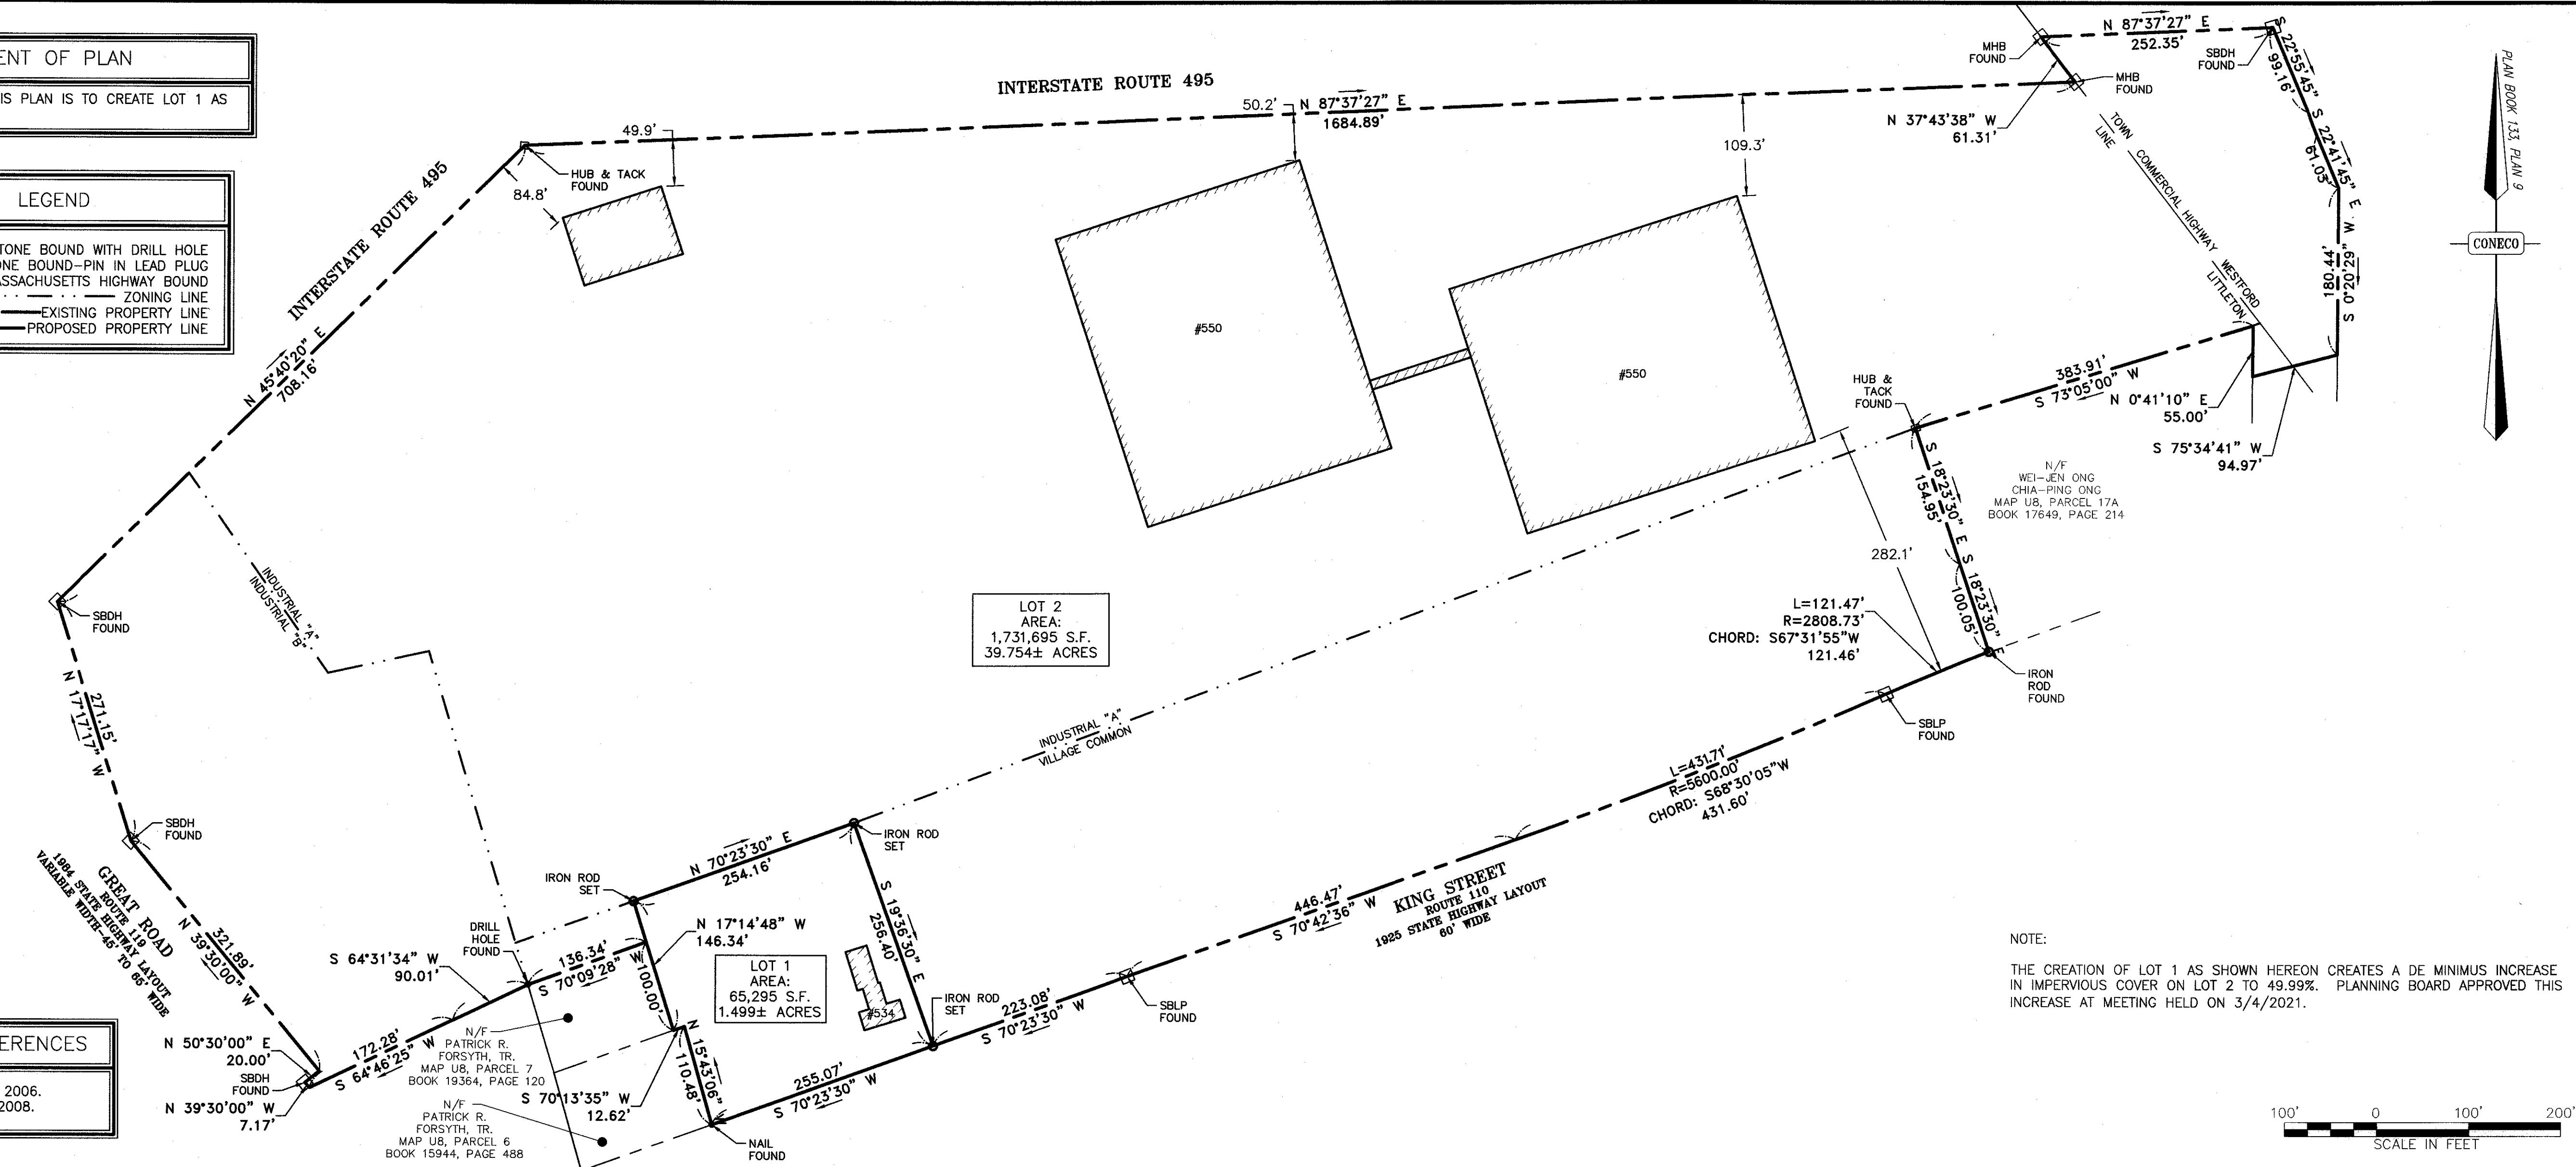 ENT OF PLAN
IS PLAN IS TO CREATE LOT 1 AS
LEGEND
TONE BOUND WITH DRILL HOLE
ONE BOUND-PIN IN LEAD PLUG
ASSACHUSETTS HIGHWAY BOUND
ZONING LINE
EXISTING PROPERTY LINE
PROPOSED PROPERTY LINE
ERENCES
2006.
2008.
INTERSTATE ROUTE 495
N 45°40'20" E
708.16'
84.8'
HUB & TACK
FOUND
49.9'
INTERSTATE ROUTE 495
50.2'
N 87°37'27" E
1684.89'
109.3'
MHB
FOUND
MHB
FOUND
N 37°43'38" W
61.31'
N 87°37'27" E
252.35'
SBDH
FOUND
S 22°55'45" E
99.16'
S 22°41'45" E
61.03'
S 0°20'29" W
180.44'
TOWN LINE
COMMERCIAL HIGHWAY
WESTFORD
LITTLETON
PLAN BOOK 133, PLAN 9
CONECO
#550
#550
HUB &
TACK
FOUND
383.91'
S 73°05'00" W
N 0°41'10" E
55.00'
S 75°34'41" W
94.97'
N/F
WEI-JEN ONG
CHIA-PING ONG
MAP U8, PARCEL 17A
BOOK 17649, PAGE 214
S 18°23'30" E
154.95'
S 18°23'30" E
100.05'
282.1'
L=121.47'
R=2808.73'
CHORD: S67°31'55"W
121.46'
IRON
ROD
FOUND
SBLP
FOUND
LOT 2
AREA:
1,731,695 S.F.
39.754± ACRES
INDUSTRIAL "A"
INDUSTRIAL "B"
SBDH
FOUND
271.15'
N 17°17'17" W
SBDH
FOUND
INDUSTRIAL "A"
VILLAGE COMMON
L=431.71'
R=5600.00'
CHORD: S68°30'05"W
431.60'
KING STREET
ROUTE 110
1925 STATE HIGHWAY LAYOUT
60' WIDE
446.47'
S 70°42'36" W
SBLP
FOUND
223.08'
S 70°23'30" W
IRON ROD
SET
IRON ROD
SET
N 70°23'30" E
254.16'
IRON ROD
SET
S 19°36'30" E
256.40'
N 17°14'48" W
146.34'
100.00'
LOT 1
AREA:
65,295 S.F.
1.499± ACRES
#534
DRILL
HOLE
FOUND
136.34'
S 70°09'28" W
S 64°31'34" W
90.01'
GREAT ROAD
ROUTE 119
1984 STATE HIGHWAY LAYOUT
VARIABLE WIDTH-45' TO 65' WIDE
321.89'
N 39°30'00" W
N 50°30'00" E
20.00'
SBDH
FOUND
N 39°30'00" W
7.17'
172.28'
S 64°46'25" W
N/F
PATRICK R.
FORSYTH, TR.
MAP U8, PARCEL 7
BOOK 19364, PAGE 120
S 70°13'35" W
12.62'
N 15°43'06" W
110.48'
N/F
PATRICK R.
FORSYTH, TR.
MAP U8, PARCEL 6
BOOK 15944, PAGE 488
255.07'
S 70°23'30" W
NAIL
FOUND
NOTE:
THE CREATION OF LOT 1 AS SHOWN HEREON CREATES A DE MINIMUS INCREASE
IN IMPERVIOUS COVER ON LOT 2 TO 49.99%. PLANNING BOARD APPROVED THIS
INCREASE AT MEETING HELD ON 3/4/2021.
100' 0 100' 200'
SCALE IN FEET